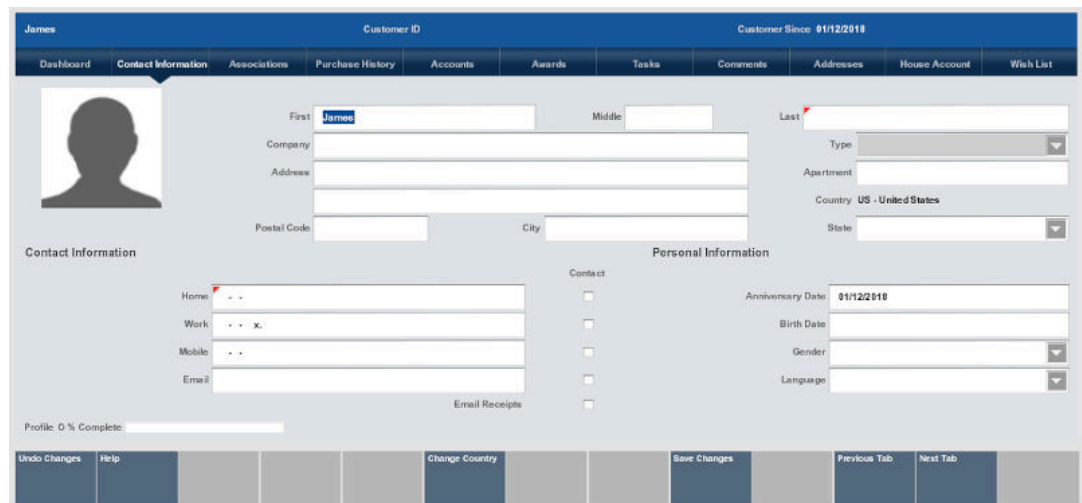 James Customer ID Customer Since 01/12/2018
Dashboard Contact Information Associations Purchase History Accounts Awards Tasks Comments Addresses House Account Wish List
First James Middle Last
Company Type
Address Apartment
Country US - United States
Postal Code City State
Contact Information Personal Information
Contact
Home - - Anniversary Date 01/12/2018
Work - - x. Birth Date
Mobile - - Gender
Email Language
Email Receipts
Profile 0 % Complete
Undo Changes Help Change Country Save Changes Previous Tab Next Tab